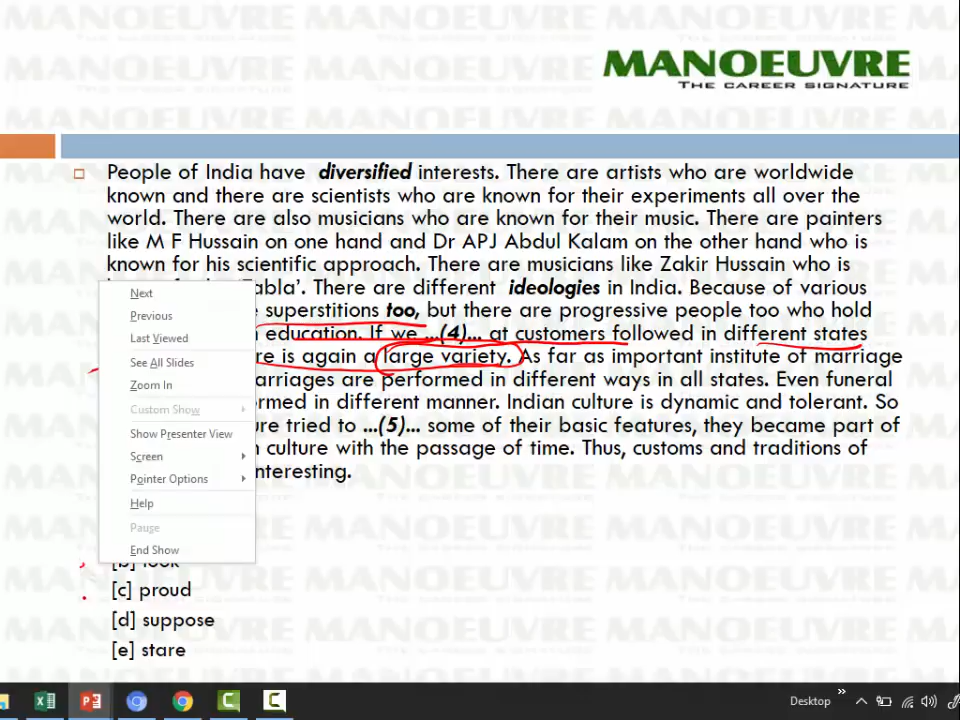 MANOEUVRE
THE CAREER SIGNATURE
People of India have diversified interests. There are artists who are worldwide
known and there are scientists who are known for their experiments all over the
world. There are also musicians who are known for their music. There are painters
like M F Hussain on one hand and Dr APJ Abdul Kalam on the other hand who is
known for his scientific approach. There are musicians like Zakir Hussain who is
Tabla’. There are different ideologies in India. Because of various
superstitions too, but there are progressive people too who hold
education. If we ...(4)... at customers followed in different states
re is again a large variety. As far as important institute of marriage
arriages are performed in different ways in all states. Even funeral
ormed in different manner. Indian culture is dynamic and tolerant. So
ure tried to ...(5)... some of their basic features, they became part of
culture with the passage of time. Thus, customs and traditions of
nteresting.
Next
Previous
Last Viewed
See All Slides
Zoom In
Custom Show
Show Presenter View
Screen
Pointer Options
Help
Pause
End Show
[b] look
[c] proud
[d] suppose
[e] stare
Desktop